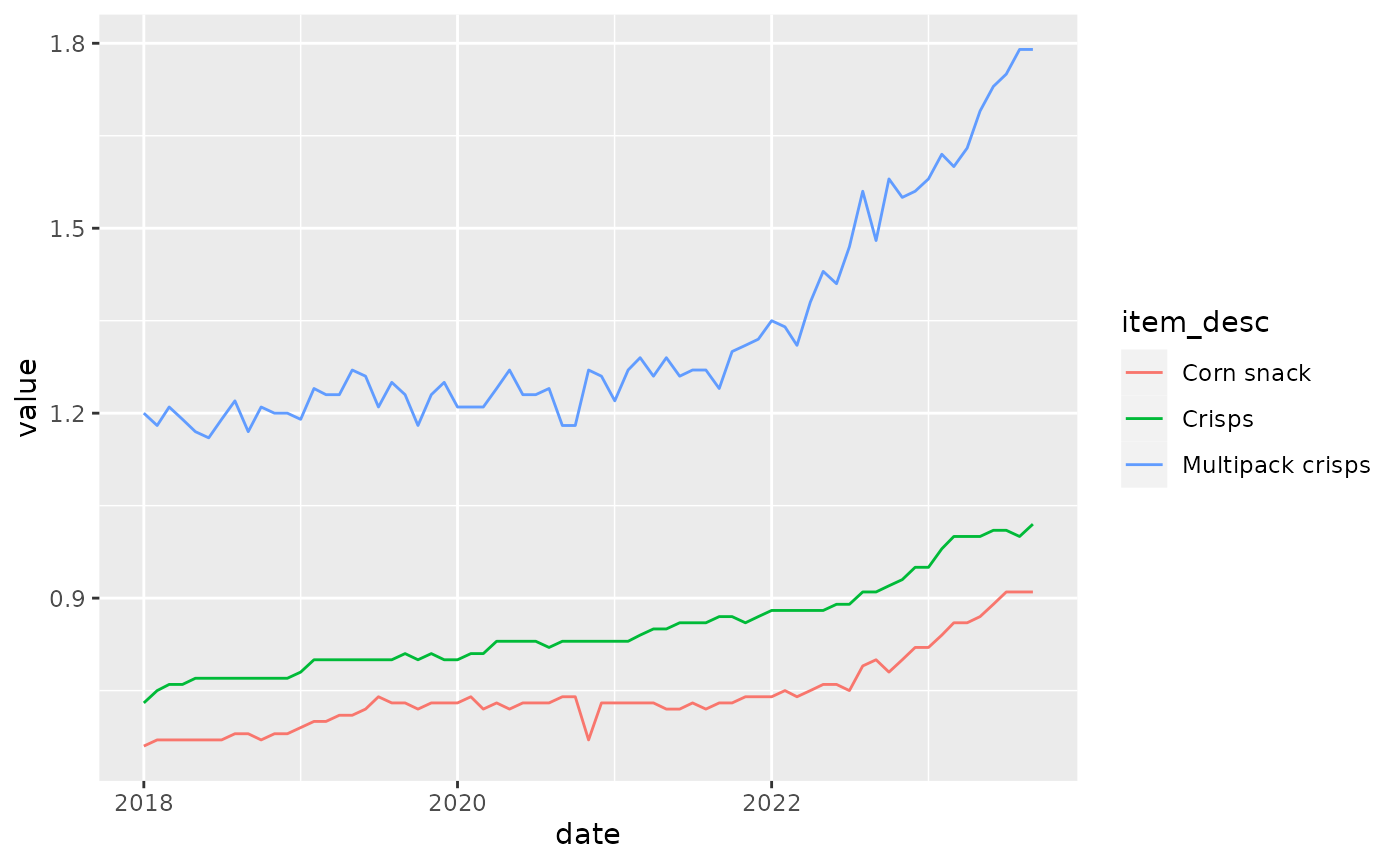 1.8
1.5
1.2
0.9
value
2018
2020
2022
date
item_desc
Corn snack
Crisps
Multipack crisps